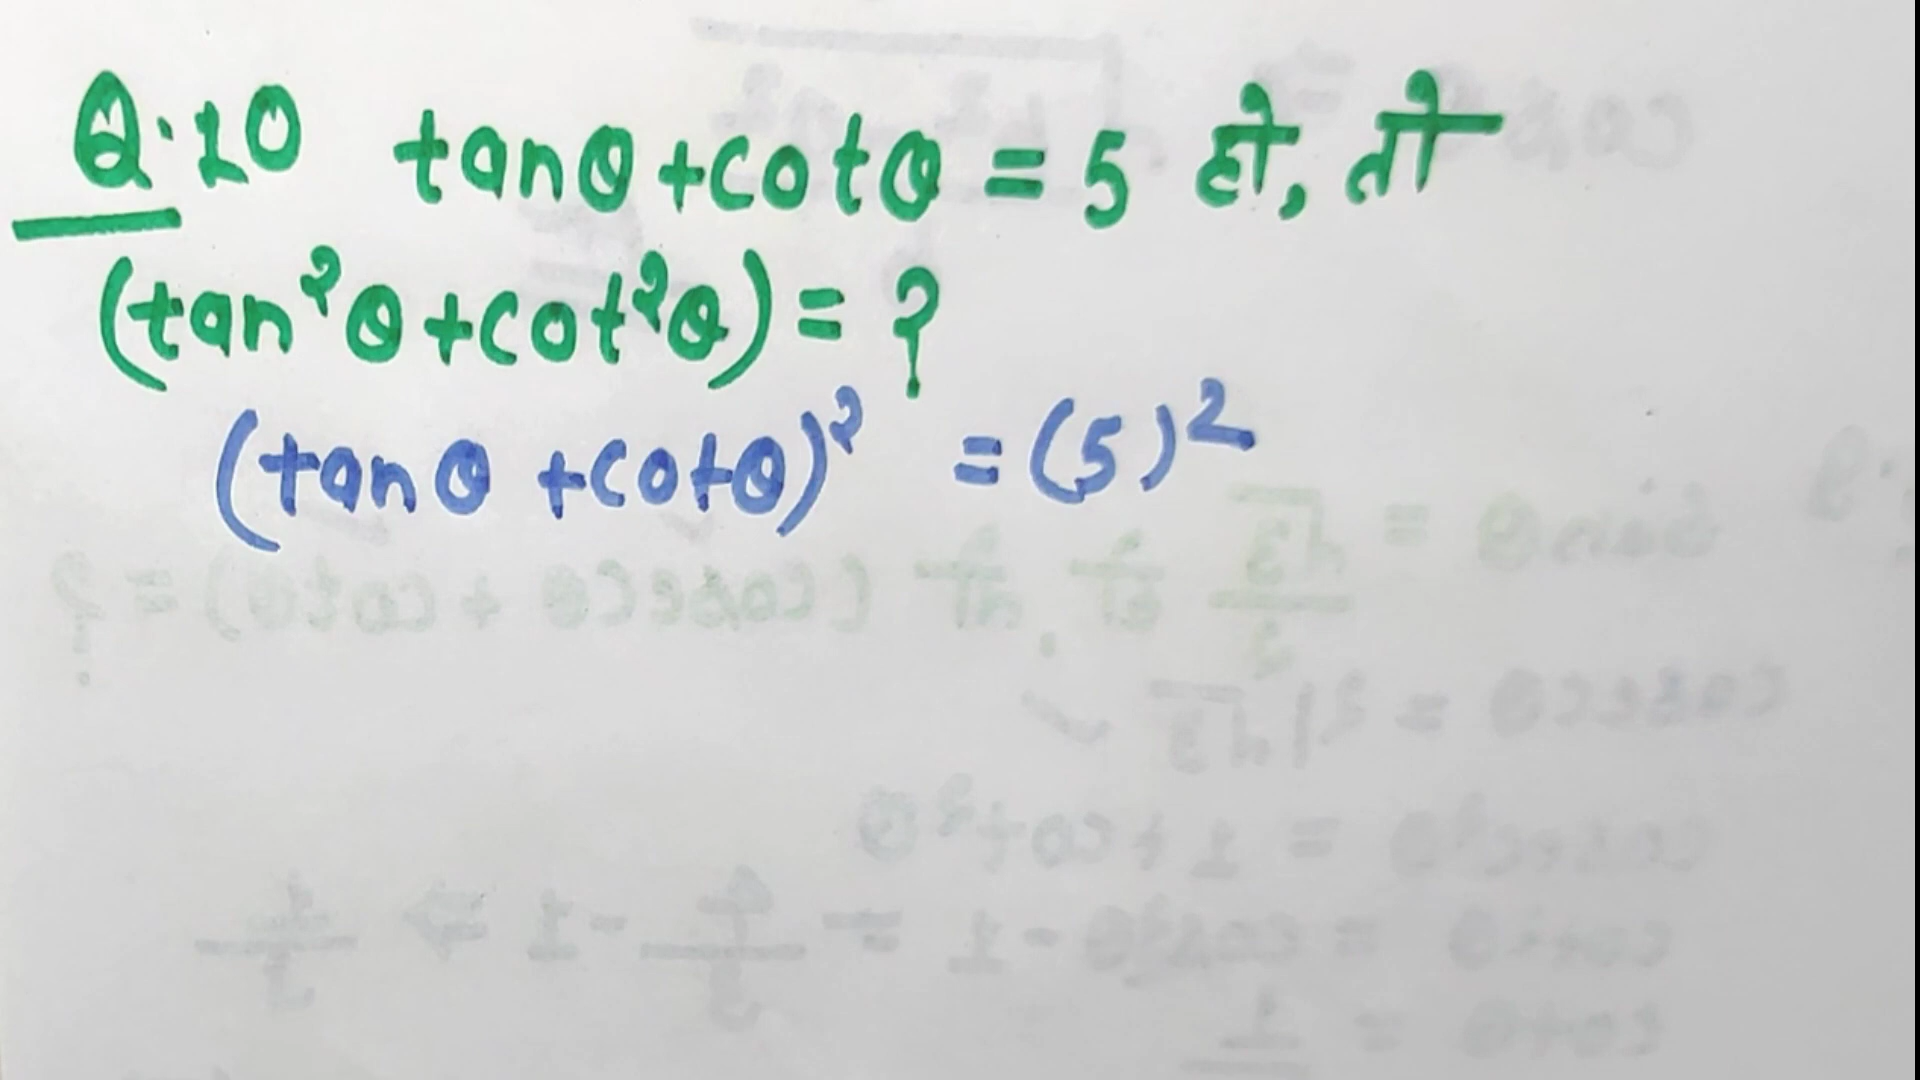 Q.10 tanθ+cotθ = 5 हो, तो
(tan²θ+cot²θ) = ?
(tanθ +cotθ)² = (5)²